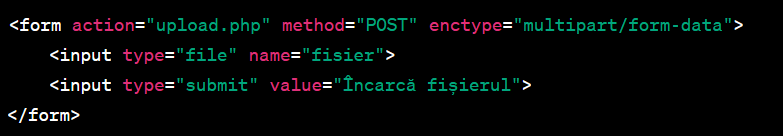 <form action="upload.php" method="POST" enctype="multipart/form-data">
    <input type="file" name="fisier">
    <input type="submit" value="Încarcă fișierul">
</form>